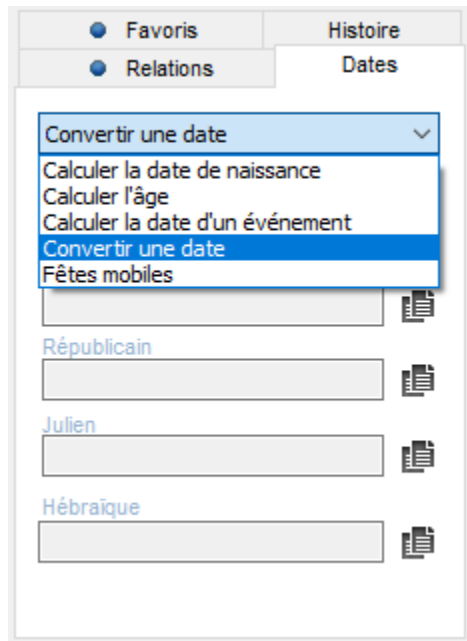 Favoris
Histoire
Relations
Dates
Convertir une date
Calculer la date de naissance
Calculer l'âge
Calculer la date d'un événement
Convertir une date
Fêtes mobiles
Républicain
Julien
Hébraïque